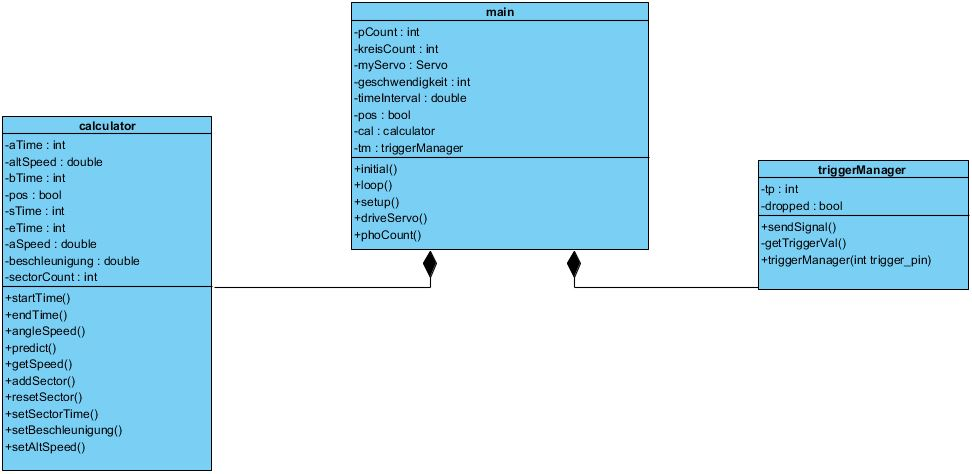 main
-pCount : int
-kreisCount : int
-myServo : Servo
-geschwendigkeit : int
-timeInterval : double
-pos : bool
-cal : calculator
-tm : triggerManager
+initial()
+loop()
+setup()
+driveServo()
+phoCount()
calculator
-aTime : int
-altSpeed : double
-bTime : int
-pos : bool
-sTime : int
-eTime : int
-aSpeed : double
-beschleunigung : double
-sectorCount : int
+startTime()
+endTime()
+angleSpeed()
+predict()
+getSpeed()
+addSector()
+resetSector()
+setSectorTime()
+setBeschleunigung()
+setAltSpeed()
triggerManager
-tp : int
-dropped : bool
+sendSignal()
-getTriggerVal()
+triggerManager(int trigger_pin)